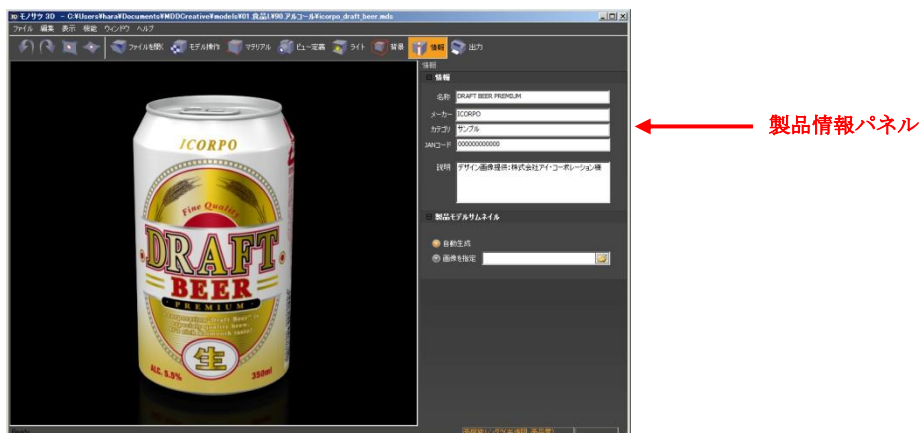 3D モノサク 3D - C:¥Users¥hara¥Documents¥MDDCreative¥models¥01.食品L¥90.アルコール¥icorpo_draft_beer.mds
ファイル 編集 表示 機能 ウィンドウ ヘルプ
ファイルを開く モデル操作 マテリアル ビュー定義 ライト 背景 情報 出力
情報
情報
名称 DRAFT BEER PREMIUM
メーカー ICORPO
カテゴリ サンプル
JANコード 000000000000
説明 デザイン画像提供：株式会社アイ・コーポレーション様
製品モデルサムネイル
自動生成
画像を指定
製品情報パネル
ICORPO
Fine Quality
DRAFT
BEER
PREMIUM
生
ALC. 5.5%
350ml